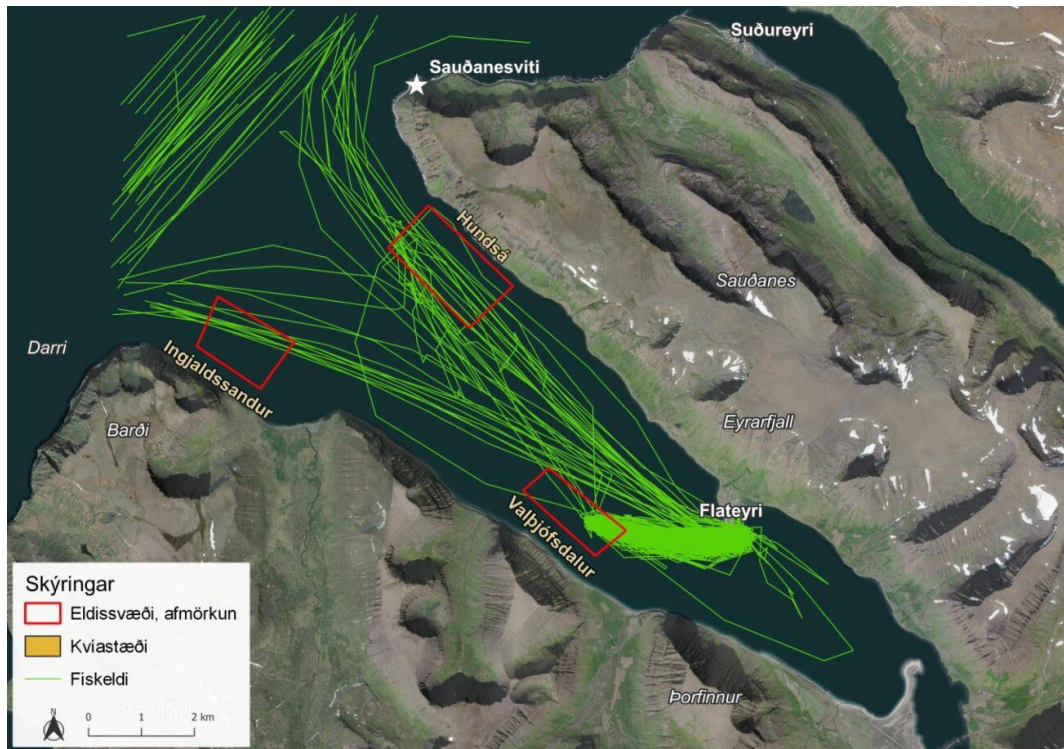 Suðureyri
Sauðanesviti
Hundsá
Sauðanes
Darri
Ingjaldssandur
Barði
Eyrarfjall
Flateyri
Valþjófsdalur
Þorfinnur
Skýringar
Eldissvæði, afmörkun
Kvíastæði
Fiskeldi
Skagafjall
N
0 1 2 km